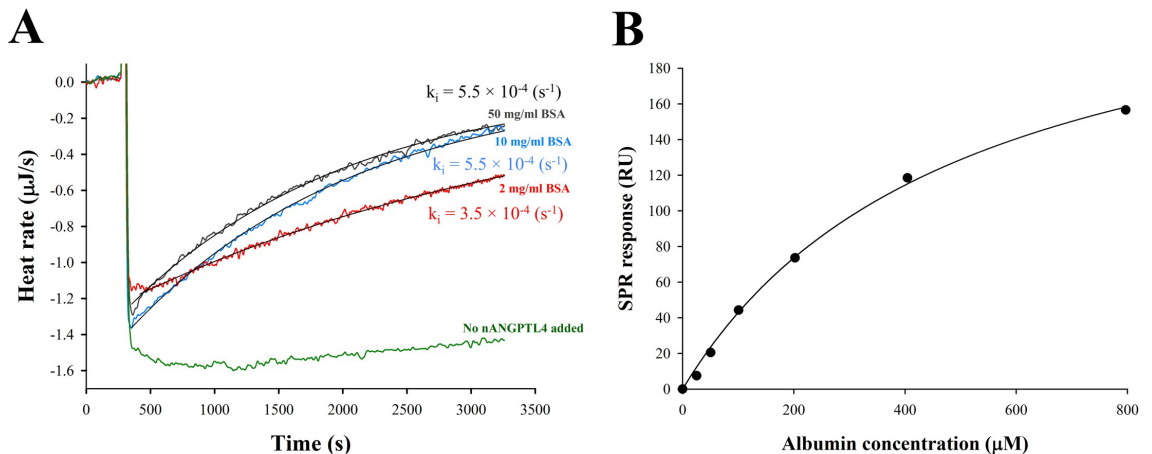 A
B
Heat rate (μJ/s)
0.0
-0.2
-0.4
-0.6
-0.8
-1.0
-1.2
-1.4
-1.6
kᵢ = 5.5 × 10⁻⁴ (s⁻¹)
50 mg/ml BSA
10 mg/ml BSA
kᵢ = 5.5 × 10⁻⁴ (s⁻¹)
2 mg/ml BSA
kᵢ = 3.5 × 10⁻⁴ (s⁻¹)
No nANGPTL4 added
0 500 1000 1500 2000 2500 3000 3500
Time (s)
SPR response (RU)
180
160
140
120
100
80
60
40
20
0
0 200 400 600 800
Albumin concentration (μM)